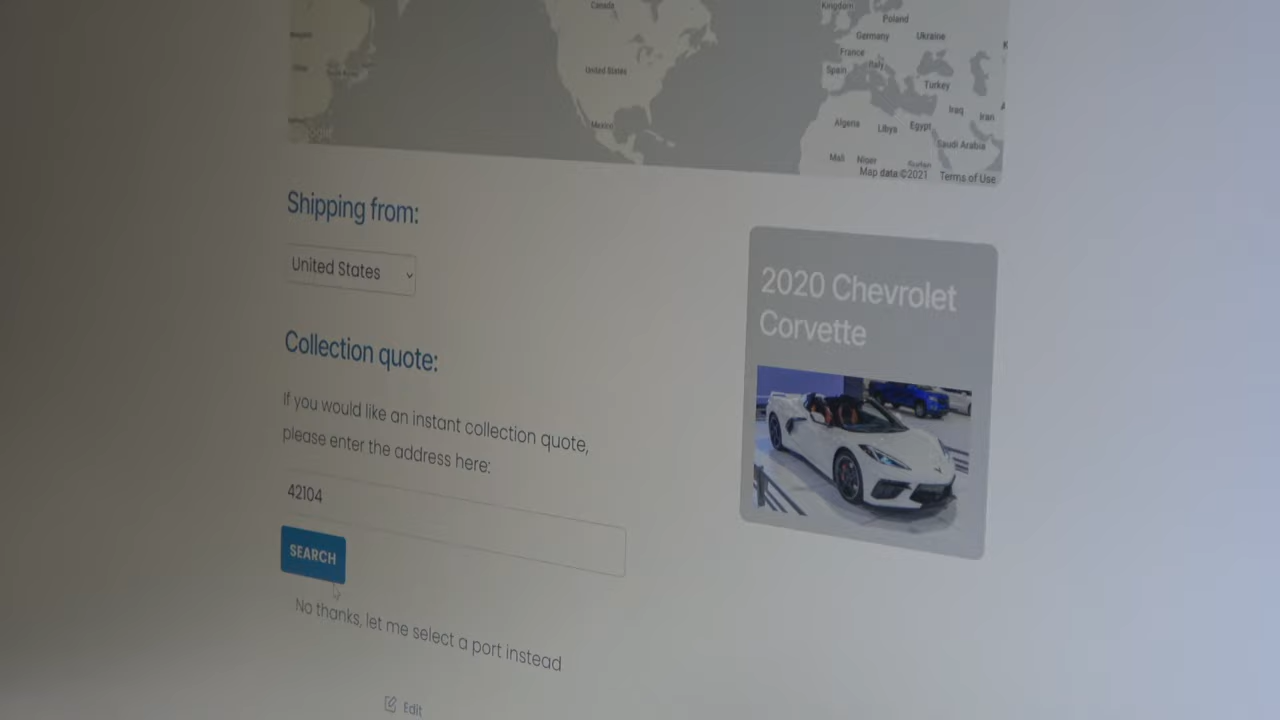 Canada
Kingdom
Poland
Germany
Ukraine
France
United States
Spain
Italy
Turkey
Iraq
Iran
Mexico
Algeria
Libya
Egypt
Saudi Arabia
Mali
Niger
Sudan
Map data ©2021
Terms of Use
Shipping from:
United States
2020 Chevrolet
Corvette
Collection quote:
If you would like an instant collection quote,
please enter the address here:
42104
SEARCH
No thanks, let me select a port instead
Edit